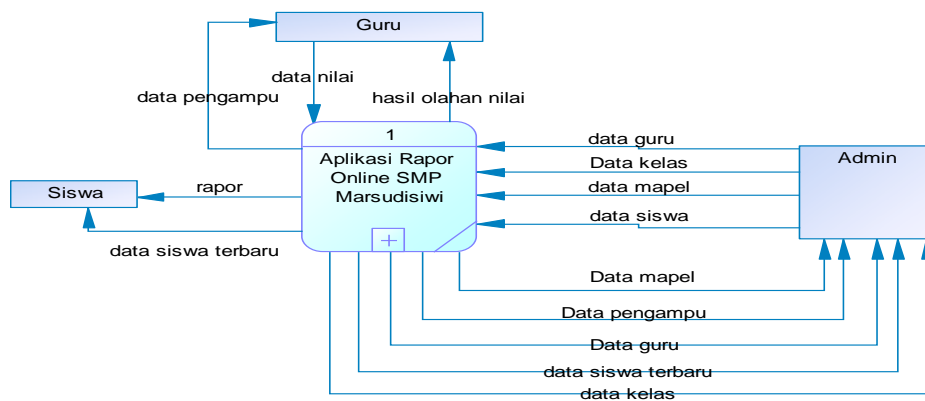 Guru
data nilai
data pengampu
hasil olahan nilai
1
Aplikasi Rapor
Online SMP
Marsudisiwi
data guru
Data kelas
data mapel
data siswa
Admin
Siswa
rapor
data siswa terbaru
Data mapel
Data pengampu
Data guru
data siswa terbaru
data kelas